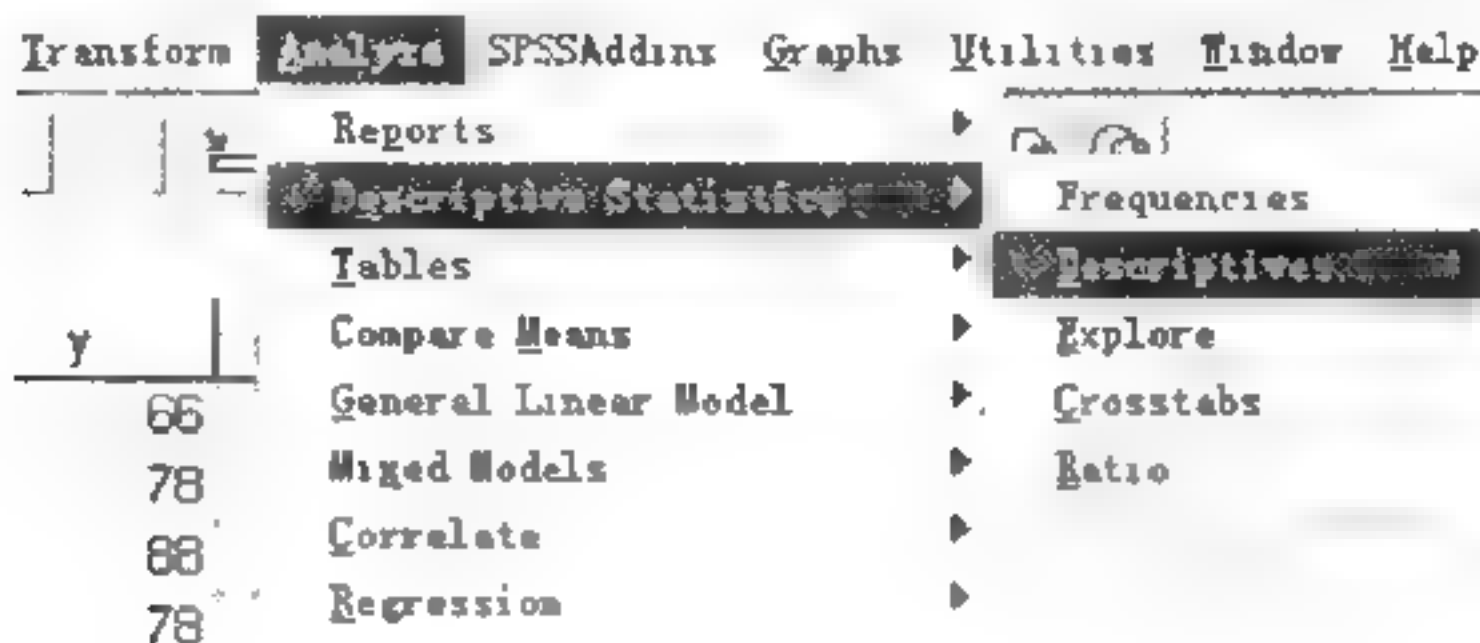 Transform Analyze SPSSAddins Graphs Utilities Window Help
Reports
Descriptive Statistics
Frequencies
Tables
Descriptives
y
Compare Means
Explore
66
General Linear Model
Crosstabs
78
Mixed Models
Ratio
88
Correlate
78
Regression